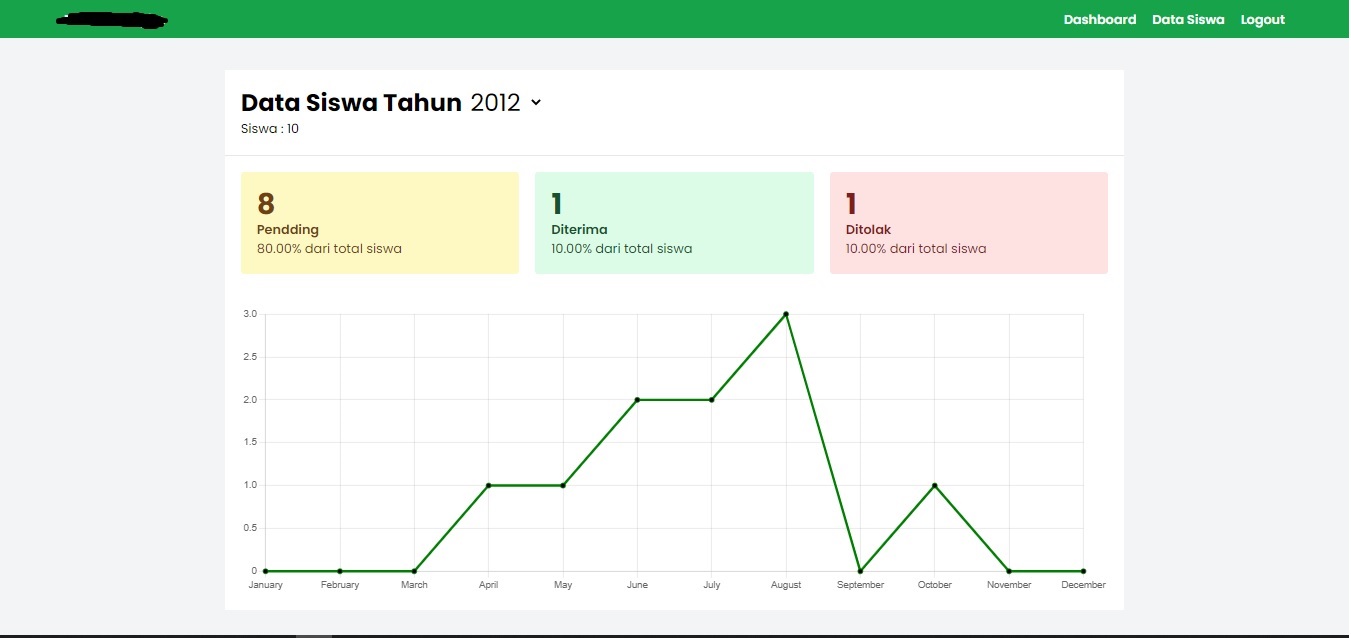 Dashboard Data Siswa Logout
Data Siswa Tahun 2012
Siswa : 10
8
Pendding
80.00% dari total siswa
1
Diterima
10.00% dari total siswa
1
Ditolak
10.00% dari total siswa
3.0
2.5
2.0
1.5
1.0
0.5
0
January February March April May June July August September October November December